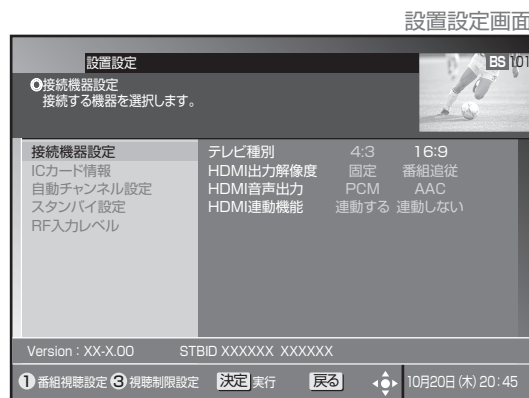 設置設定画面
設置設定
BS 101
接続機器設定
接続する機器を選択します。
接続機器設定
ICカード情報
自動チャンネル設定
スタンバイ設定
RF入力レベル
テレビ種別 4:3 16:9
HDMI出力解像度 固定 番組追従
HDMI音声出力 PCM AAC
HDMI連動機能 連動する 連動しない
Version : XX-X.00 STBID XXXXXX XXXXXX
1 番組視聴設定 3 視聴制限設定 決定 実行 戻る 10月20日(木) 20:45